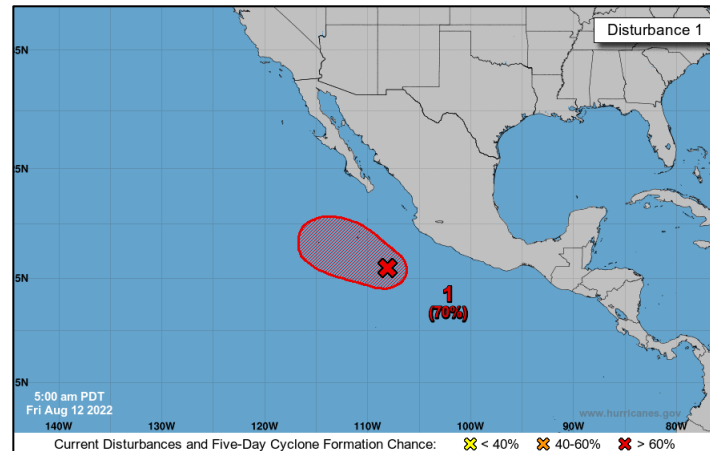 Disturbance 1
5N
5N
5N
5N
1
(70%)
5:00 am PDT
Fri Aug 12 2022
www.hurricanes.gov
140W 130W 120W 110W 100W 90W 80W
Current Disturbances and Five-Day Cyclone Formation Chance: < 40% 40-60% > 60%